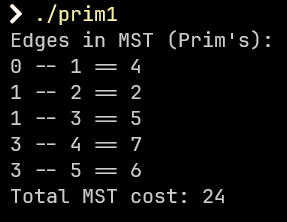 ❯ ./prim1
Edges in MST (Prim's):
0 -- 1 == 4
1 -- 2 == 2
1 -- 3 == 5
3 -- 4 == 7
3 -- 5 == 6
Total MST cost: 24